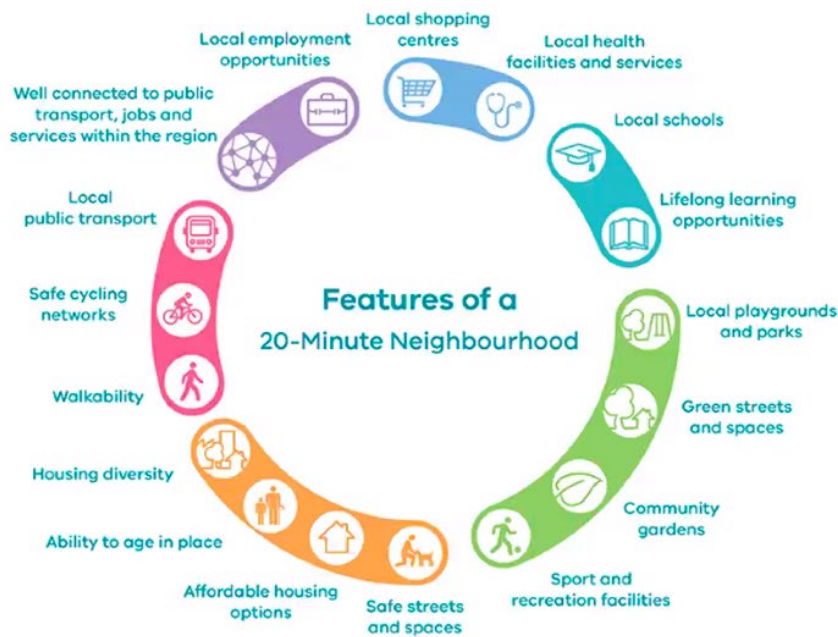 Features of a
20-Minute Neighbourhood
Local shopping
centres
Local health
facilities and services
Local schools
Lifelong learning
opportunities
Local playgrounds
and parks
Green streets
and spaces
Community
gardens
Sport and
recreation facilities
Safe streets
and spaces
Affordable housing
options
Ability to age in place
Housing diversity
Walkability
Safe cycling
networks
Local
public transport
Well connected to public
transport, jobs and
services within the region
Local employment
opportunities